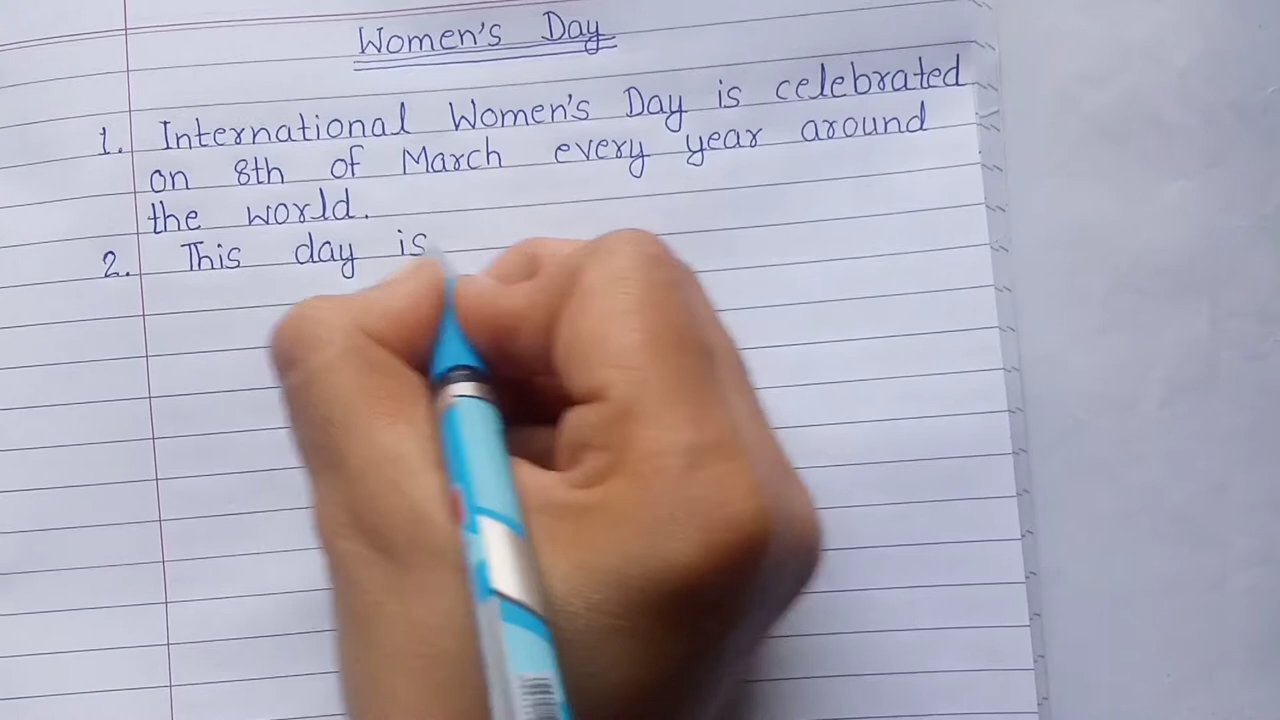 Women's Day
1. International Women's Day is celebrated
on 8th of March every year around
the world.
2. This day is